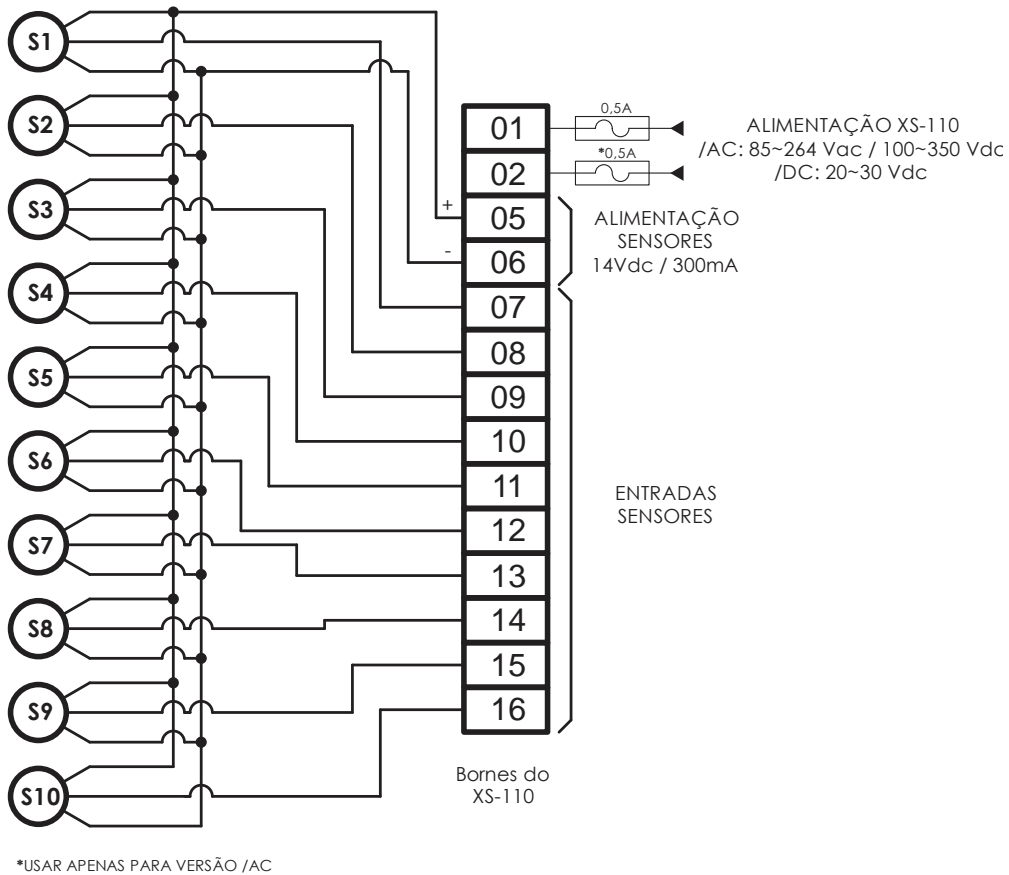 S1
S2
S3
S4
S5
S6
S7
S8
S9
S10
+
-
01
02
05
06
07
08
09
10
11
12
13
14
15
16
Bornes do
XS-110
0,5A
*0,5A
ALIMENTAÇÃO XS-110
/AC: 85~264 Vac / 100~350 Vdc
/DC: 20~30 Vdc
ALIMENTAÇÃO
SENSORES
14Vdc / 300mA
ENTRADAS
SENSORES
*USAR APENAS PARA VERSÃO /AC